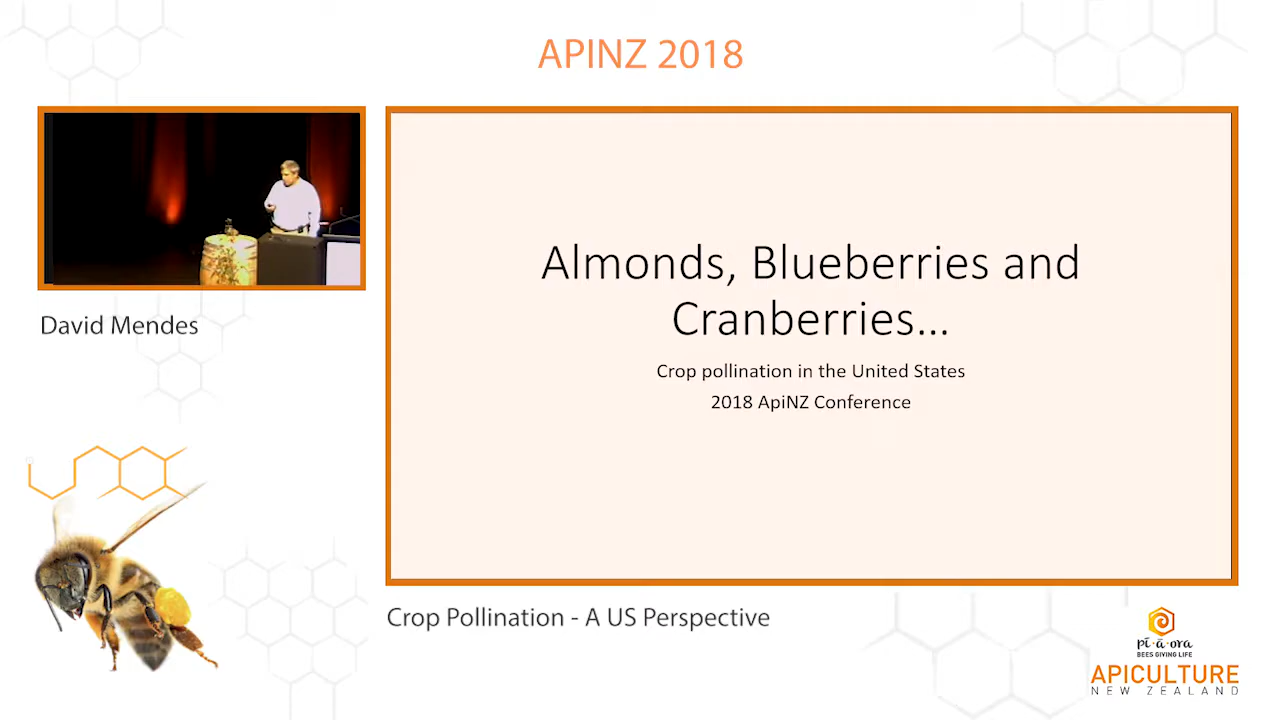 APINZ 2018
David Mendes
Almonds, Blueberries and
Cranberries...
Crop pollination in the United States
2018 ApiNZ Conference
Crop Pollination - A US Perspective
pī-ā-ora
BEES GIVING LIFE
APICULTURE
NEW ZEALAND